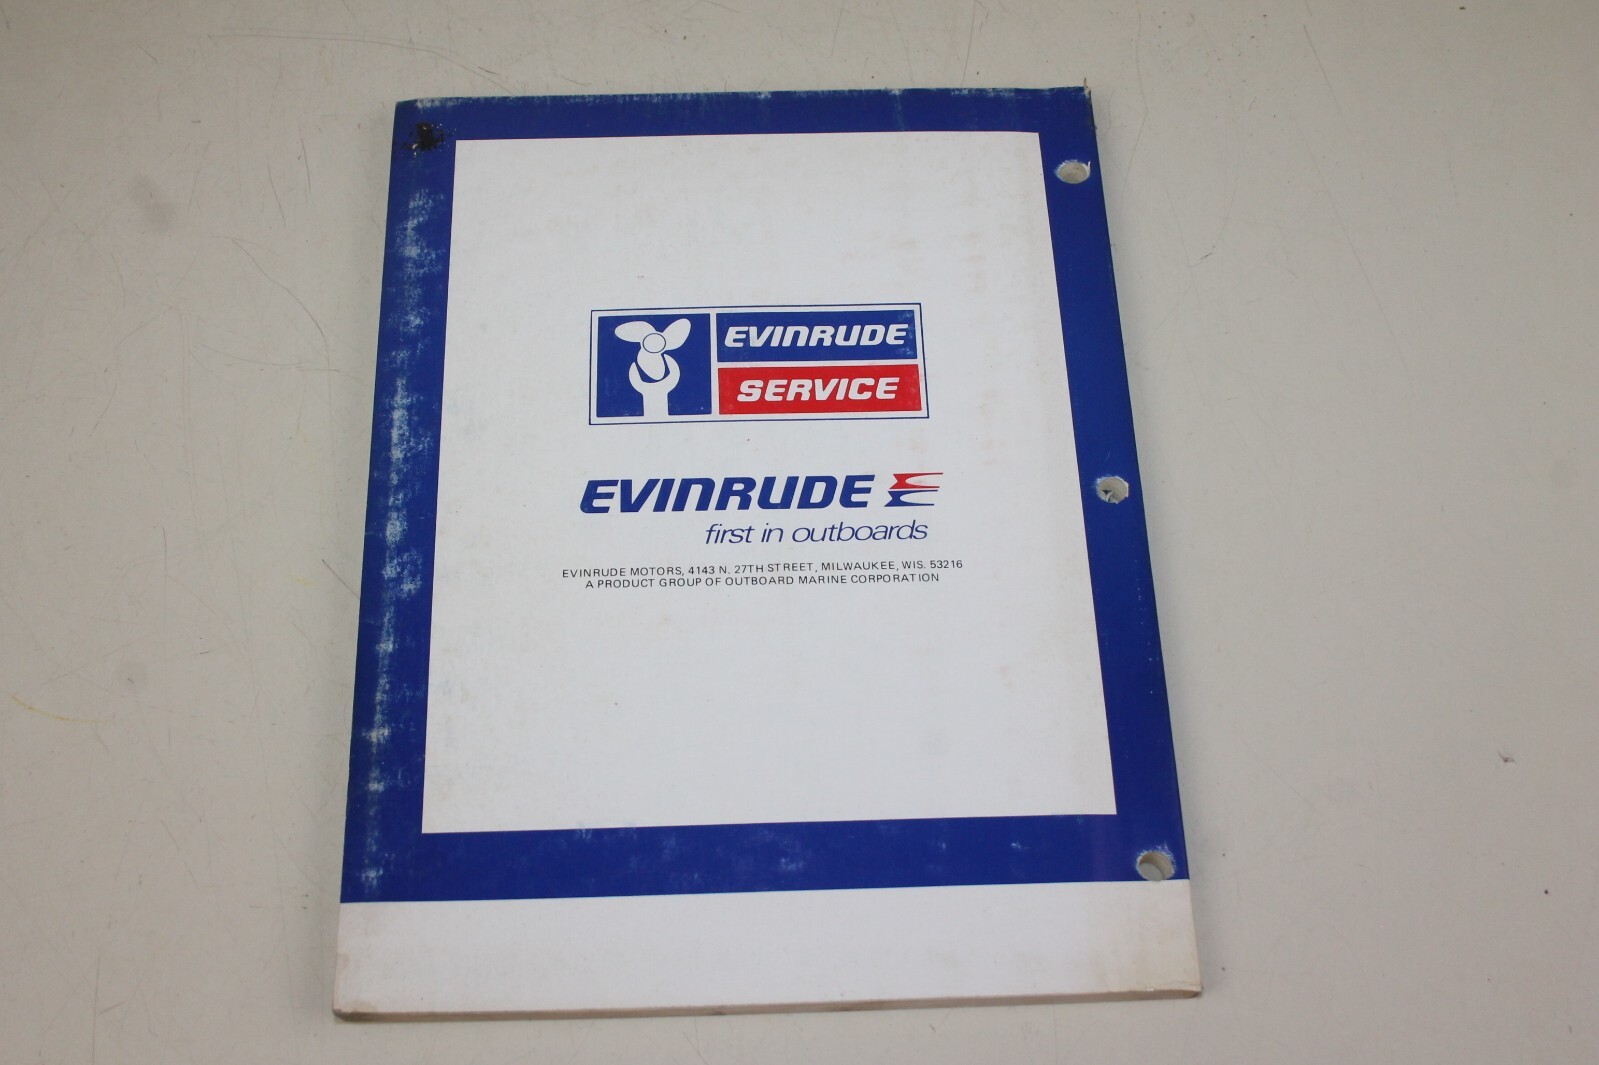 EVINRUDE
SERVICE
EVINRUDE
first in outboards
EVINRUDE MOTORS, 4143 N. 27TH STREET, MILWAUKEE, WIS. 53216
A PRODUCT GROUP OF OUTBOARD MARINE CORPORATION